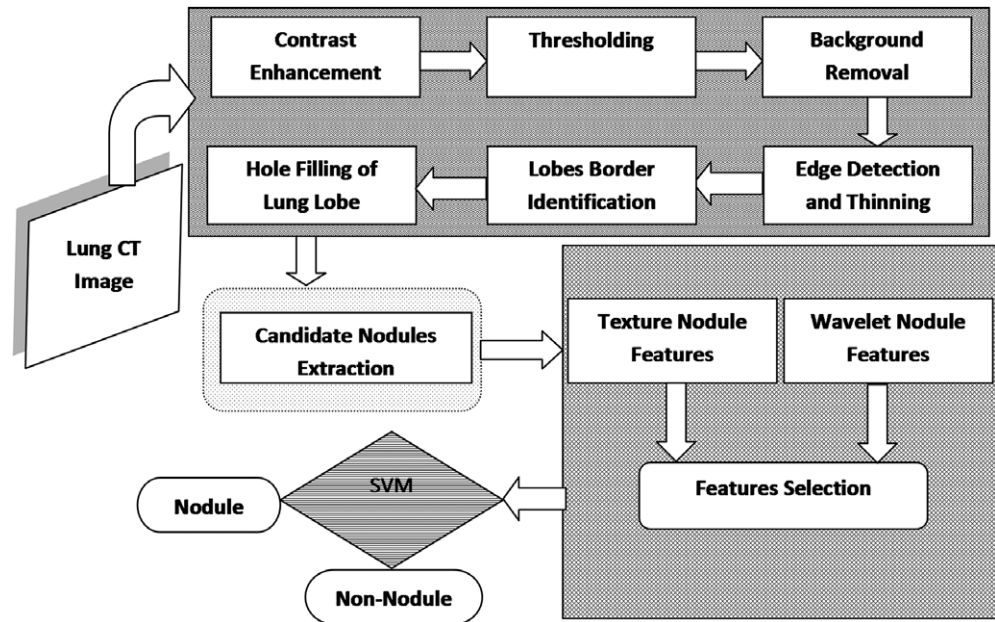 Contrast
Enhancement
Thresholding
Background
Removal
Hole Filling of
Lung Lobe
Lobes Border
Identification
Edge Detection
and Thinning
Lung CT
Image
Candidate Nodules
Extraction
Texture Nodule
Features
Wavelet Nodule
Features
Features Selection
SVM
Nodule
Non-Nodule